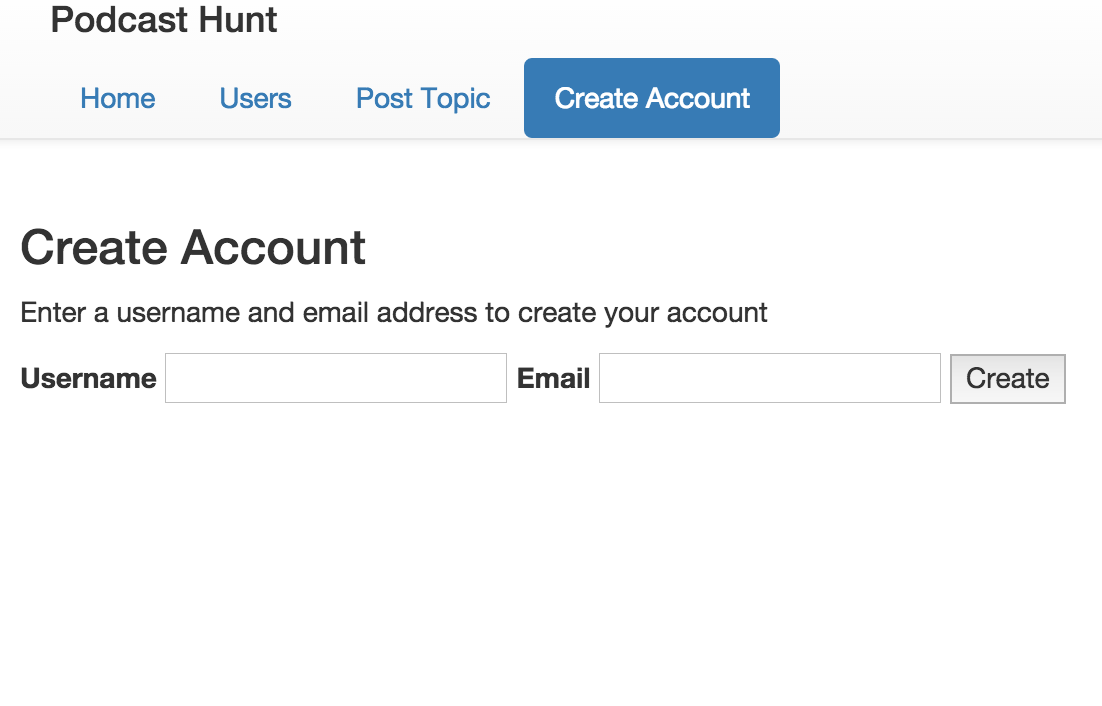 Podcast Hunt
Home Users Post Topic Create Account
Create Account
Enter a username and email address to create your account
Username Email Create